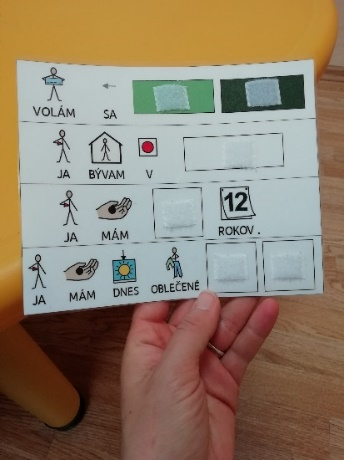 VOLÁM SA
JA BÝVAM V
12
JA MÁM ROKOV.
JA MÁM DNES OBLEČENÉ